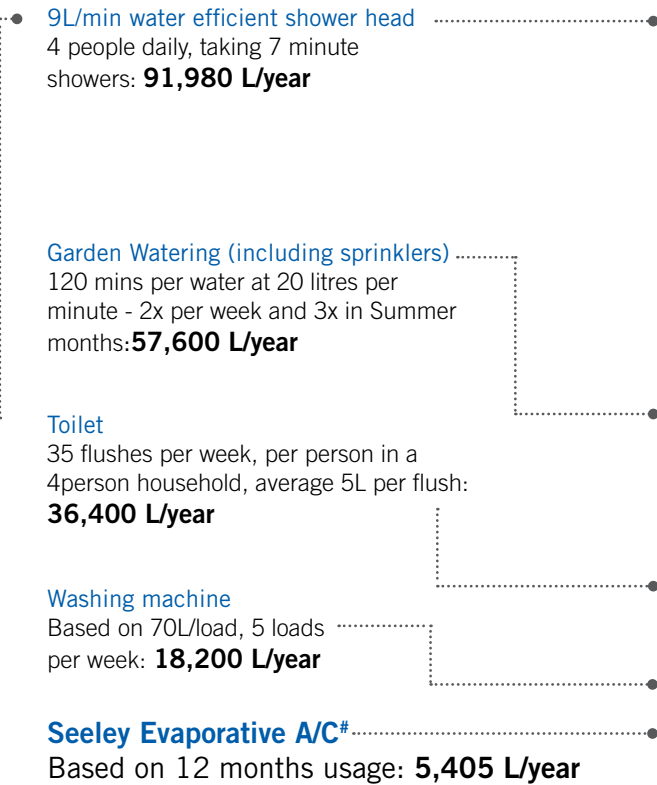 9L/min water efficient shower head
4 people daily, taking 7 minute
showers: 91,980 L/year
Garden Watering (including sprinklers)
120 mins per water at 20 litres per
minute - 2x per week and 3x in Summer
months:57,600 L/year
Toilet
35 flushes per week, per person in a
4person household, average 5L per flush:
36,400 L/year
Washing machine
Based on 70L/load, 5 loads
per week: 18,200 L/year
Seeley Evaporative A/C#
Based on 12 months usage: 5,405 L/year